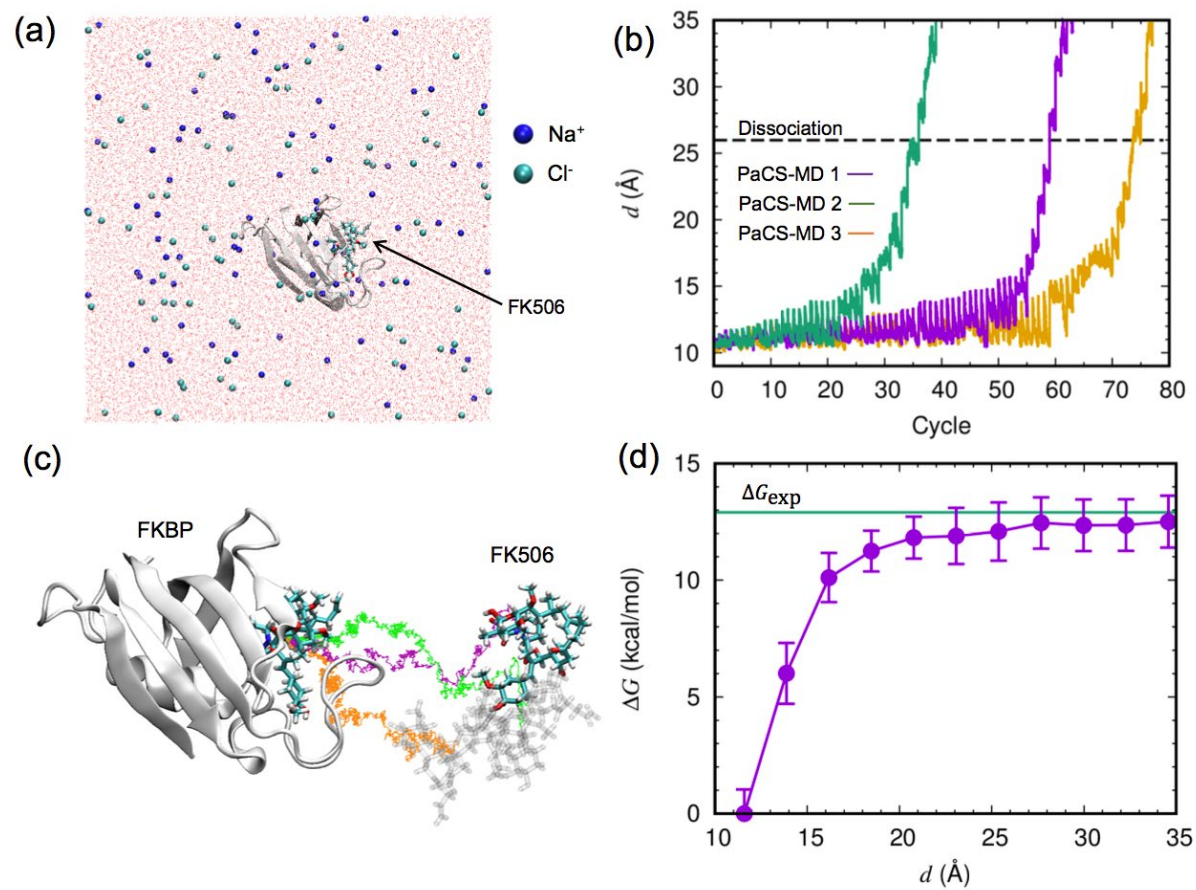 (a)
Na⁺
Cl⁻
FK506
(b)
35
30
25
20
15
10
d (Å)
Dissociation
PaCS-MD 1
PaCS-MD 2
PaCS-MD 3
0 10 20 30 40 50 60 70 80
Cycle
(c)
FKBP
FK506
(d)
15
10
5
0
ΔG (kcal/mol)
ΔGexp
10 15 20 25 30 35
d (Å)